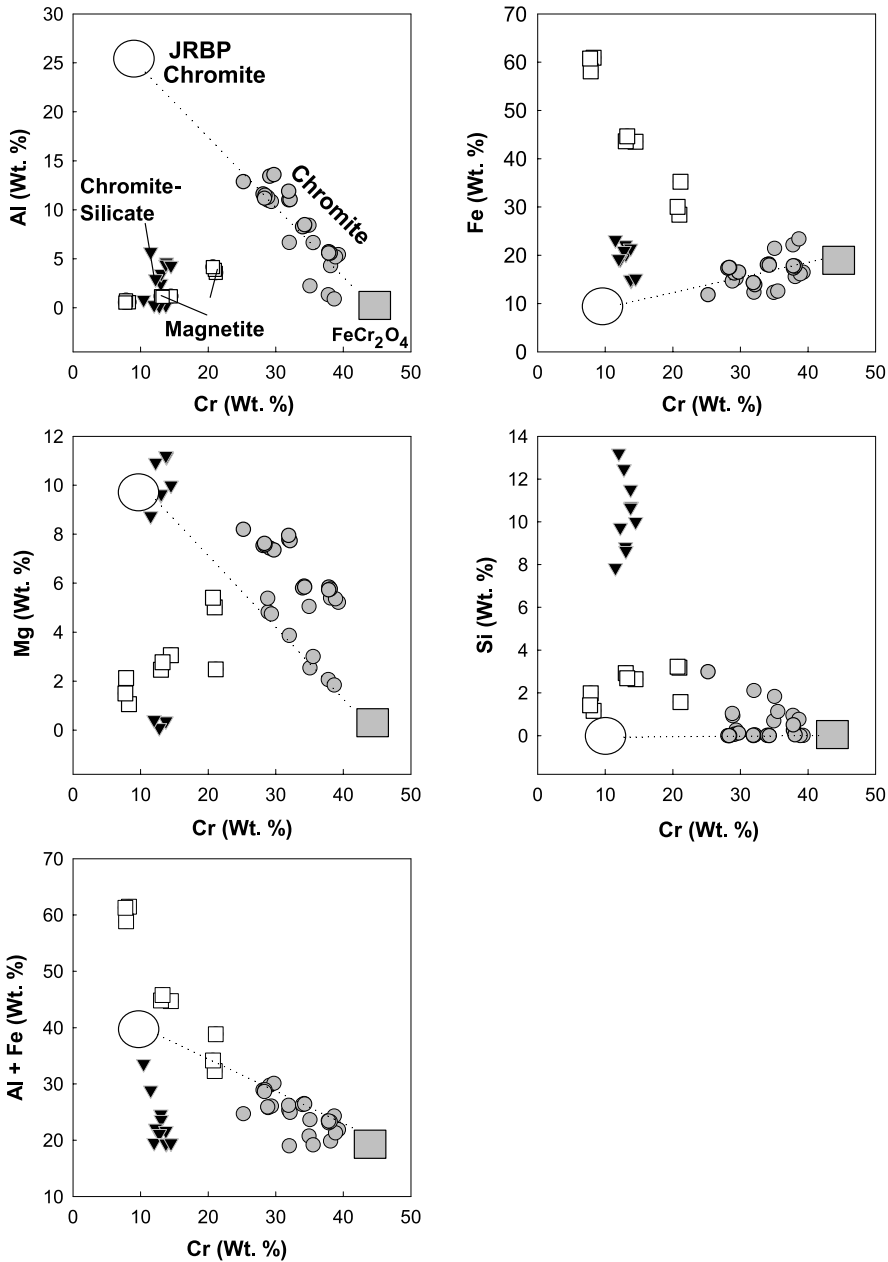 30
25
20
15
10
5
0
Al (Wt. %)
JRBP
Chromite
Chromite
Chromite-
Silicate
Magnetite
FeCr2O4
0 10 20 30 40 50
Cr (Wt. %)
70
60
50
40
30
20
10
0
Fe (Wt. %)
0 10 20 30 40 50
Cr (Wt. %)
12
10
8
6
4
2
0
Mg (Wt. %)
0 10 20 30 40 50
Cr (Wt. %)
14
12
10
8
6
4
2
0
Si (Wt. %)
0 10 20 30 40 50
Cr (Wt. %)
70
60
50
40
30
20
10
0
Al + Fe (Wt. %)
0 10 20 30 40 50
Cr (Wt. %)